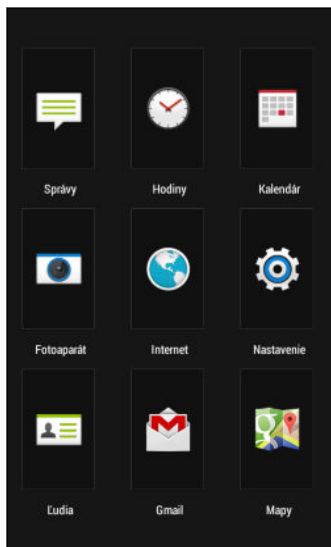 Správy Hodiny Kalendár
Fotoaparát Internet Nastavenie
Ľudia Gmail Mapy